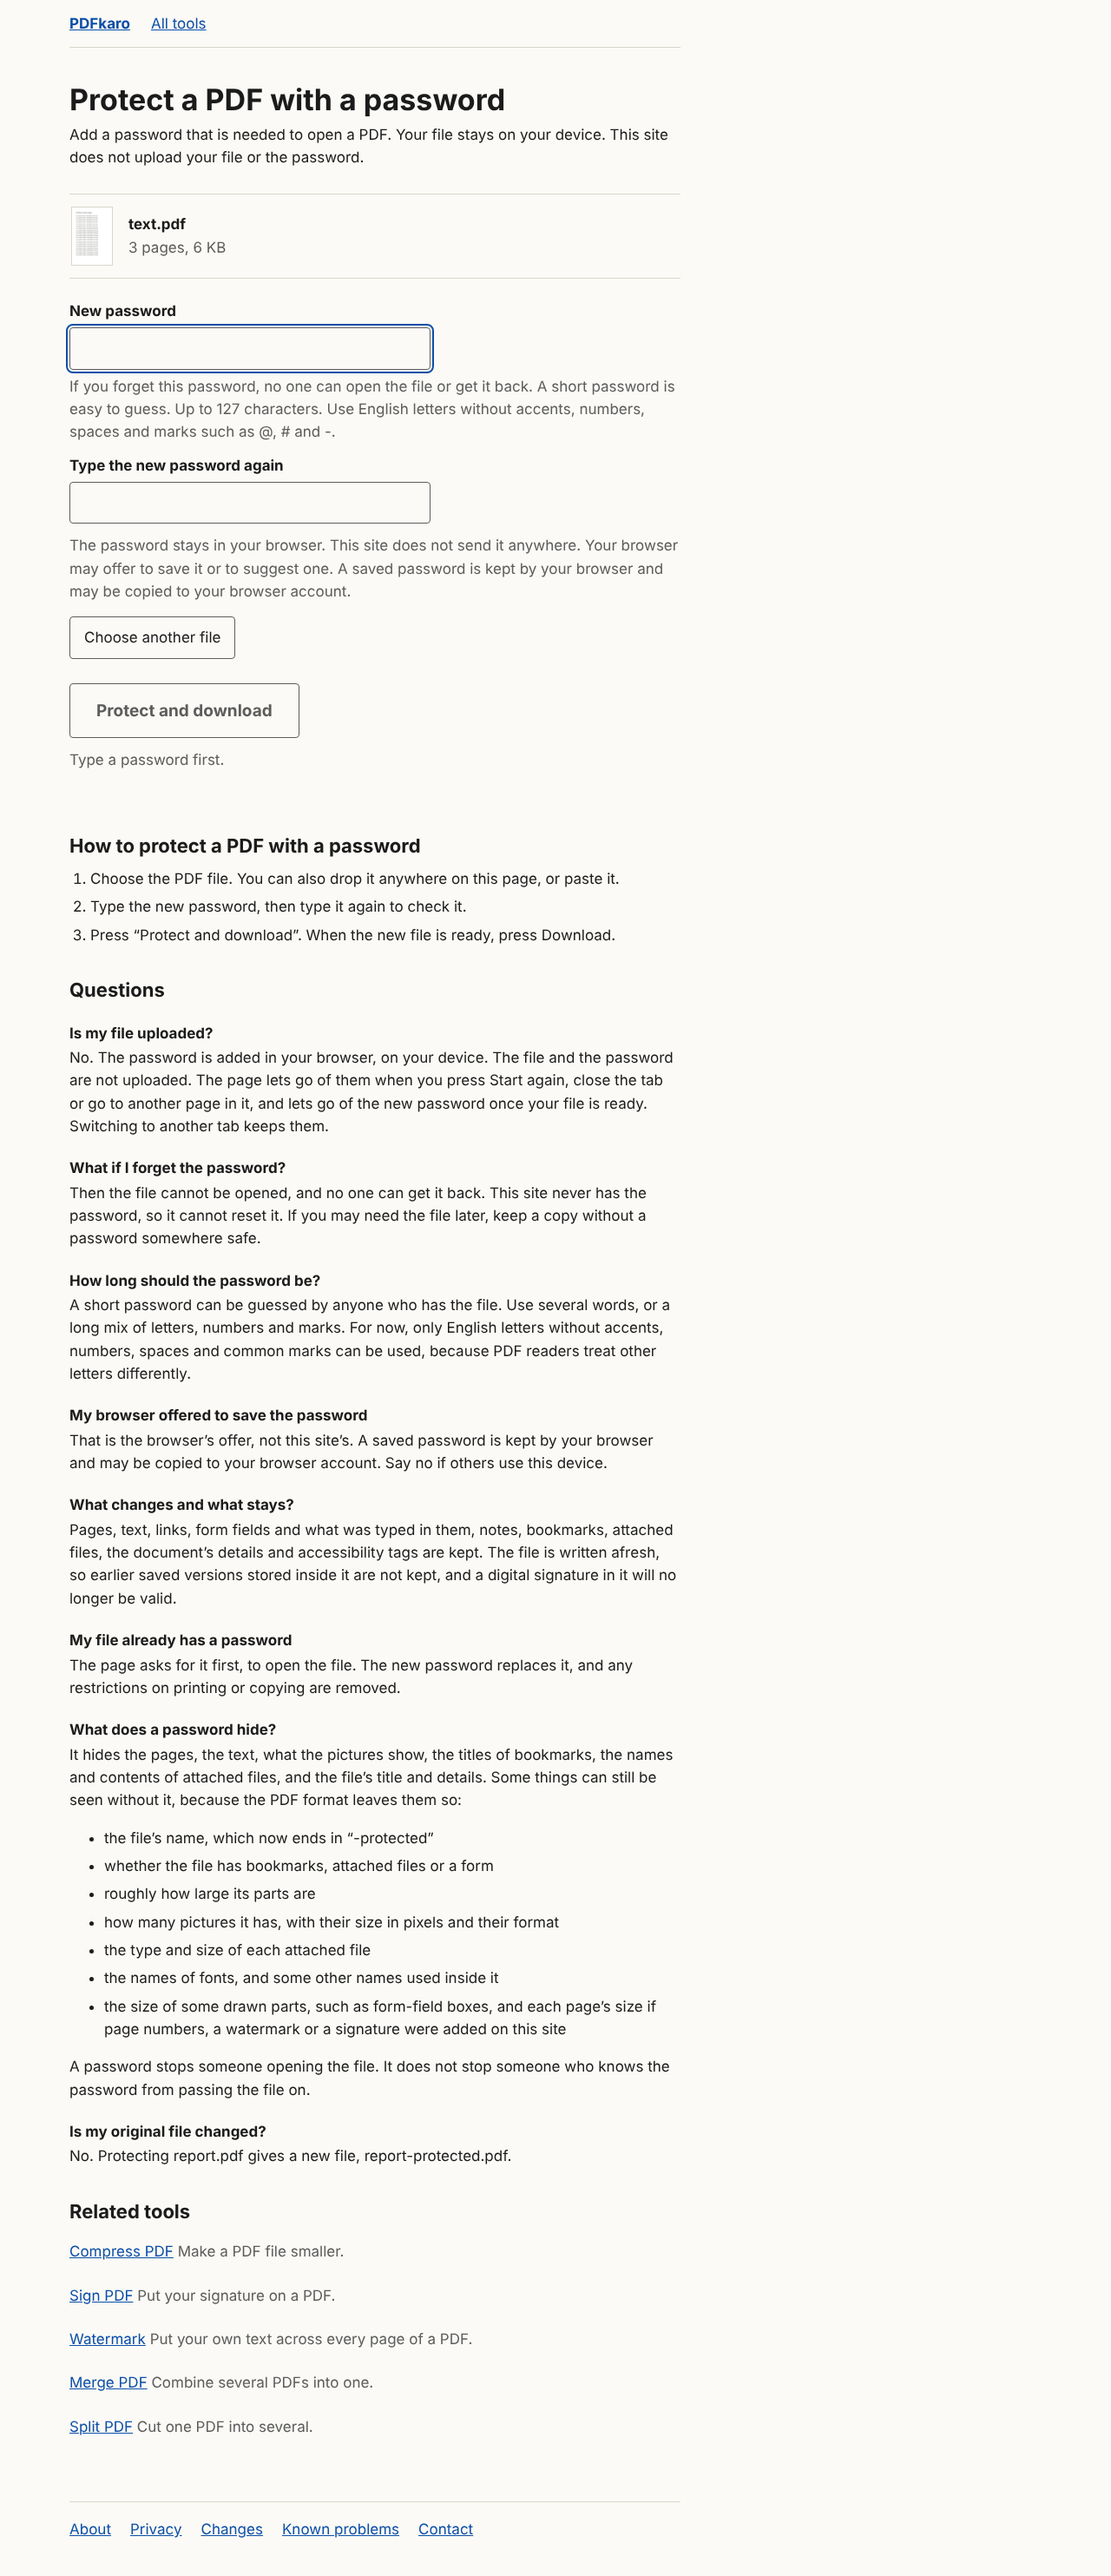 PDFkaro All tools
Protect a PDF with a password
Add a password that is needed to open a PDF. Your file stays on your device. This site
does not upload your file or the password.
text.pdf
3 pages, 6 KB
New password
If you forget this password, no one can open the file or get it back. A short password is
easy to guess. Up to 127 characters. Use English letters without accents, numbers,
spaces and marks such as @, # and -.
Type the new password again
The password stays in your browser. This site does not send it anywhere. Your browser
may offer to save it or to suggest one. A saved password is kept by your browser and
may be copied to your browser account.
Choose another file
Protect and download
Type a password first.
How to protect a PDF with a password
1. Choose the PDF file. You can also drop it anywhere on this page, or paste it.
2. Type the new password, then type it again to check it.
3. Press “Protect and download”. When the new file is ready, press Download.
Questions
Is my file uploaded?
No. The password is added in your browser, on your device. The file and the password
are not uploaded. The page lets go of them when you press Start again, close the tab
or go to another page in it, and lets go of the new password once your file is ready.
Switching to another tab keeps them.
What if I forget the password?
Then the file cannot be opened, and no one can get it back. This site never has the
password, so it cannot reset it. If you may need the file later, keep a copy without a
password somewhere safe.
How long should the password be?
A short password can be guessed by anyone who has the file. Use several words, or a
long mix of letters, numbers and marks. For now, only English letters without accents,
numbers, spaces and common marks can be used, because PDF readers treat other
letters differently.
My browser offered to save the password
That is the browser’s offer, not this site’s. A saved password is kept by your browser
and may be copied to your browser account. Say no if others use this device.
What changes and what stays?
Pages, text, links, form fields and what was typed in them, notes, bookmarks, attached
files, the document’s details and accessibility tags are kept. The file is written afresh,
so earlier saved versions stored inside it are not kept, and a digital signature in it will no
longer be valid.
My file already has a password
The page asks for it first, to open the file. The new password replaces it, and any
restrictions on printing or copying are removed.
What does a password hide?
It hides the pages, the text, what the pictures show, the titles of bookmarks, the names
and contents of attached files, and the file’s title and details. Some things can still be
seen without it, because the PDF format leaves them so:
• the file’s name, which now ends in “-protected”
• whether the file has bookmarks, attached files or a form
• roughly how large its parts are
• how many pictures it has, with their size in pixels and their format
• the type and size of each attached file
• the names of fonts, and some other names used inside it
• the size of some drawn parts, such as form-field boxes, and each page’s size if
page numbers, a watermark or a signature were added on this site
A password stops someone opening the file. It does not stop someone who knows the
password from passing the file on.
Is my original file changed?
No. Protecting report.pdf gives a new file, report-protected.pdf.
Related tools
Compress PDF Make a PDF file smaller.
Sign PDF Put your signature on a PDF.
Watermark Put your own text across every page of a PDF.
Merge PDF Combine several PDFs into one.
Split PDF Cut one PDF into several.
About Privacy Changes Known problems Contact